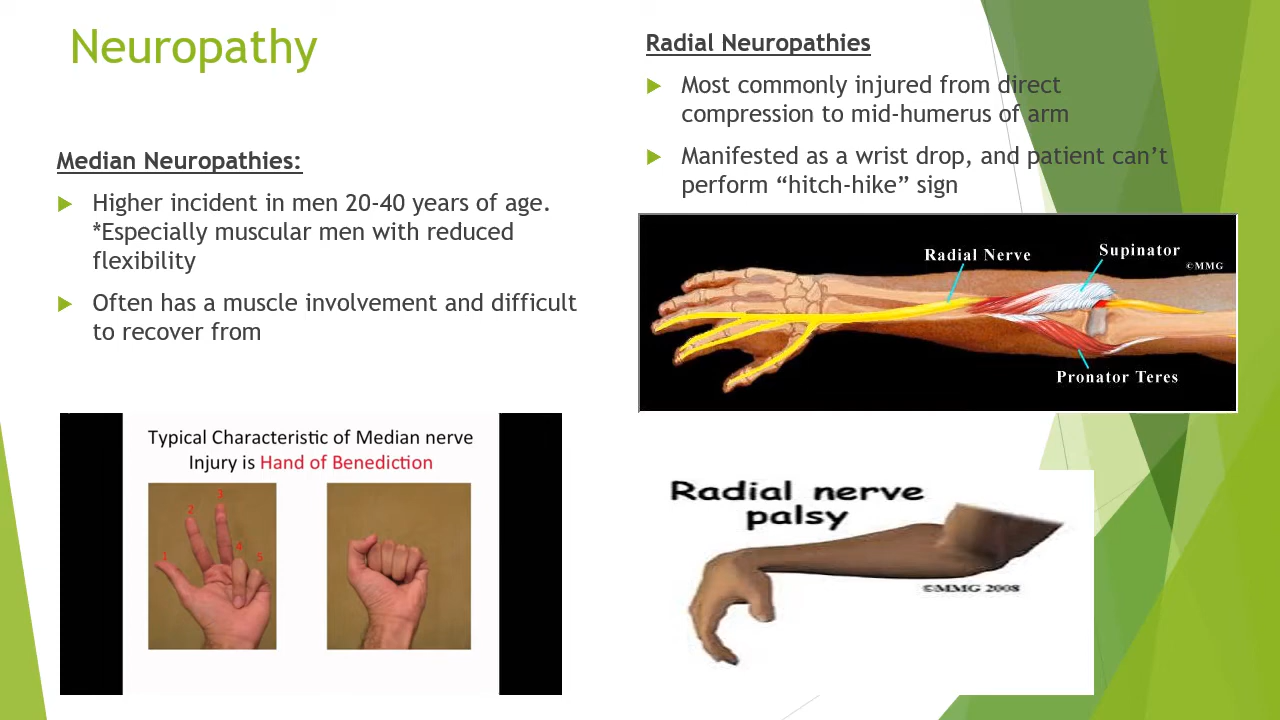 Neuropathy
Median Neuropathies:
Higher incident in men 20-40 years of age.
*Especially muscular men with reduced
flexibility
Often has a muscle involvement and difficult
to recover from
Typical Characteristic of Median nerve
Injury is Hand of Benediction
1
2
3
4
5
Radial Neuropathies
Most commonly injured from direct
compression to mid-humerus of arm
Manifested as a wrist drop, and patient can’t
perform “hitch-hike” sign
Radial Nerve
Supinator
©MMG
Pronator Teres
Radial nerve
palsy
©MMG 2008